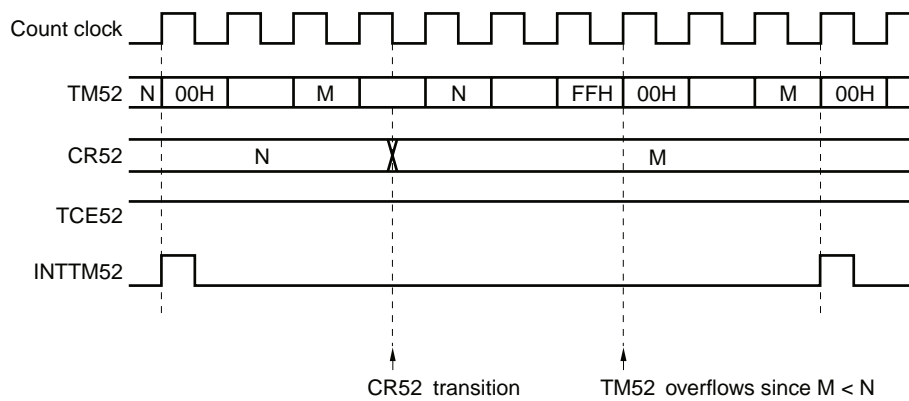 Count clock
TM52 N 00H M N FFH 00H M 00H
CR52 N M
TCE52
INTTM52
CR52 transition TM52 overflows since M < N